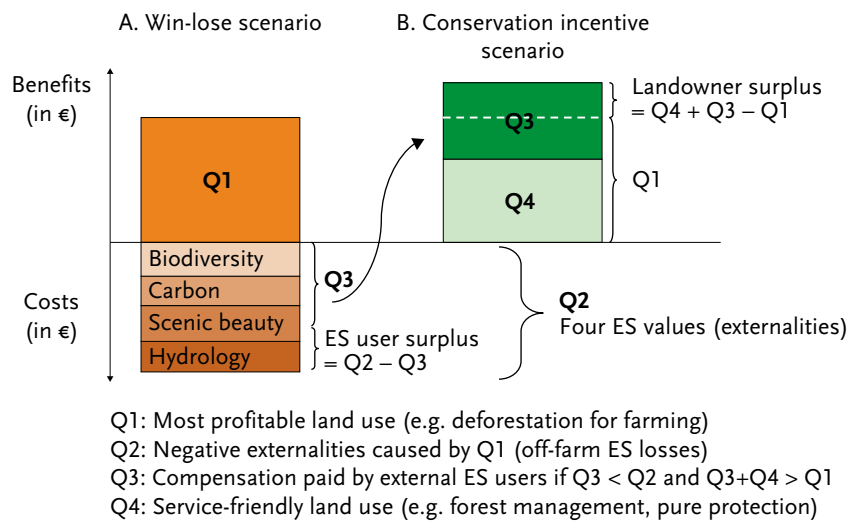 A. Win-lose scenario
B. Conservation incentive
scenario
Benefits
(in €)
Landowner surplus
= Q4 + Q3 – Q1
Q3
Q1
Q1
Q4
Biodiversity
Carbon
Scenic beauty
Hydrology
Q3
Costs
(in €)
ES user surplus
= Q2 – Q3
Q2
Four ES values (externalities)
Q1: Most profitable land use (e.g. deforestation for farming)
Q2: Negative externalities caused by Q1 (off-farm ES losses)
Q3: Compensation paid by external ES users if Q3 < Q2 and Q3+Q4 > Q1
Q4: Service-friendly land use (e.g. forest management, pure protection)